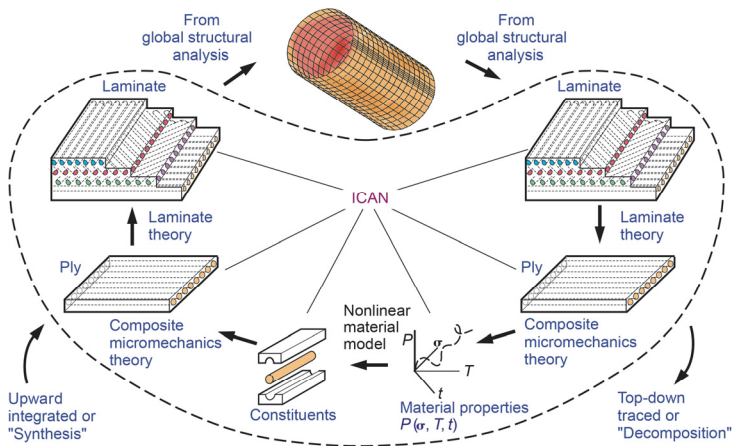 From
global structural
analysis
From
global structural
analysis
Laminate
Laminate
ICAN
Laminate
theory
Laminate
theory
Ply
Ply
Composite
micromechanics
theory
Nonlinear
material
model
P
σ
T
t
Composite
micromechanics
theory
Upward
integrated or
"Synthesis"
Constituents
Material properties
P (σ, T, t)
Top-down
traced or
"Decomposition"